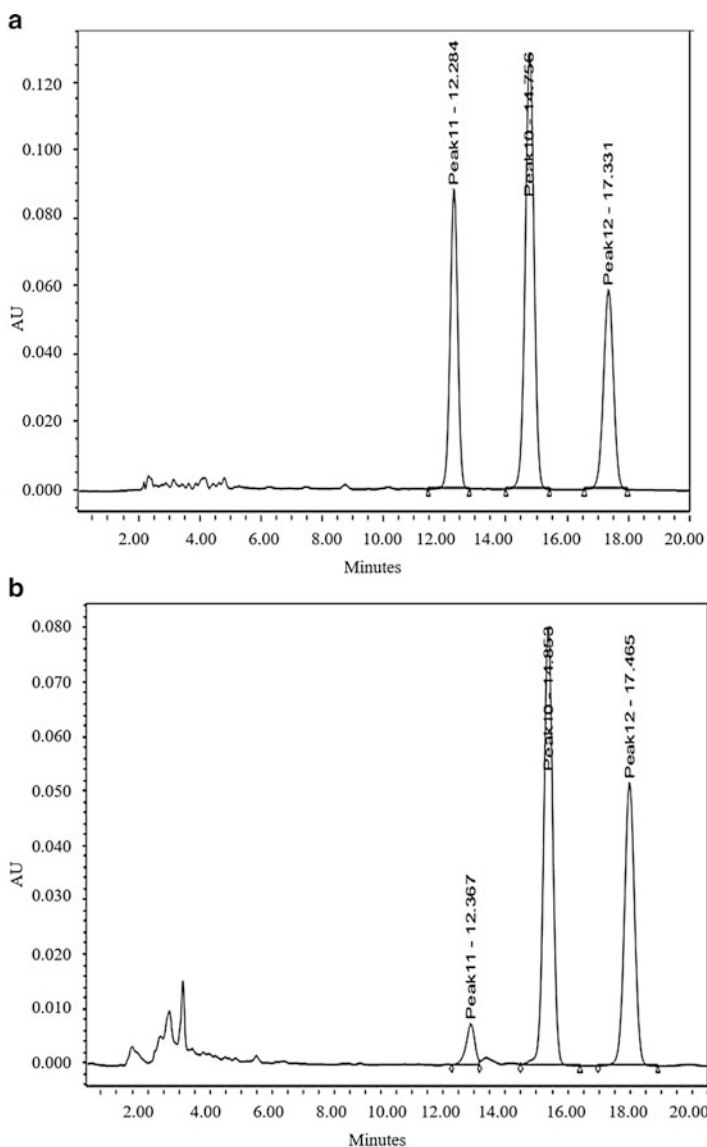 a
0.120
0.100
0.080
0.060
0.040
0.020
0.000
AU
Peak11 - 12.284
Peak10 - 14.756
Peak12 - 17.331
2.00 4.00 6.00 8.00 10.00 12.00 14.00 16.00 18.00 20.00
Minutes
b
0.080
0.070
0.060
0.050
0.040
0.030
0.020
0.010
0.000
AU
Peak11 - 12.367
Peak10 - 14.853
Peak12 - 17.465
2.00 4.00 6.00 8.00 10.00 12.00 14.00 16.00 18.00 20.00
Minutes